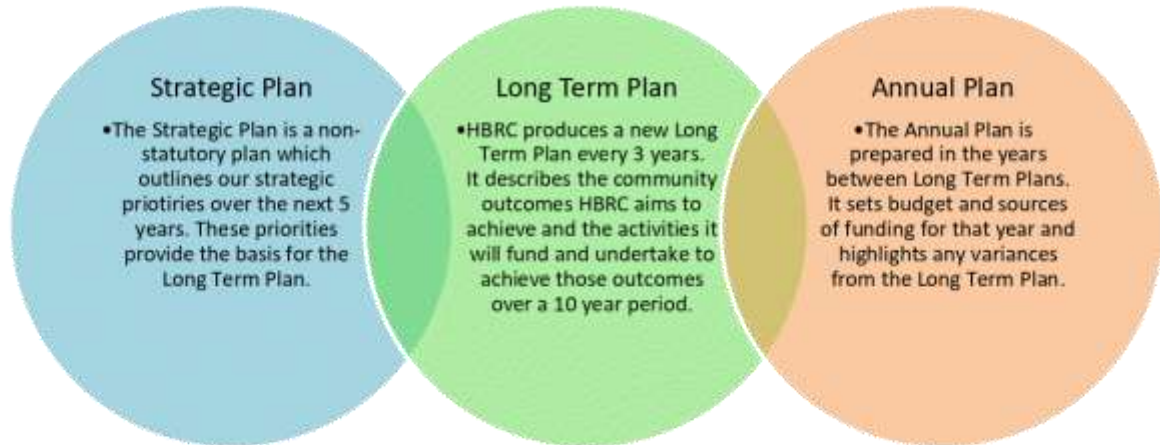 Strategic Plan
•The Strategic Plan is a non-
statutory plan which
outlines our strategic
priotiries over the next 5
years. These priorities
provide the basis for the
Long Term Plan.
Long Term Plan
•HBRC produces a new Long
Term Plan every 3 years.
It describes the community
outcomes HBRC aims to
achieve and the activities it
will fund and undertake to
achieve those outcomes
over a 10 year period.
Annual Plan
•The Annual Plan is
prepared in the years
between Long Term Plans.
It sets budget and sources
of funding for that year and
highlights any variances
from the Long Term Plan.